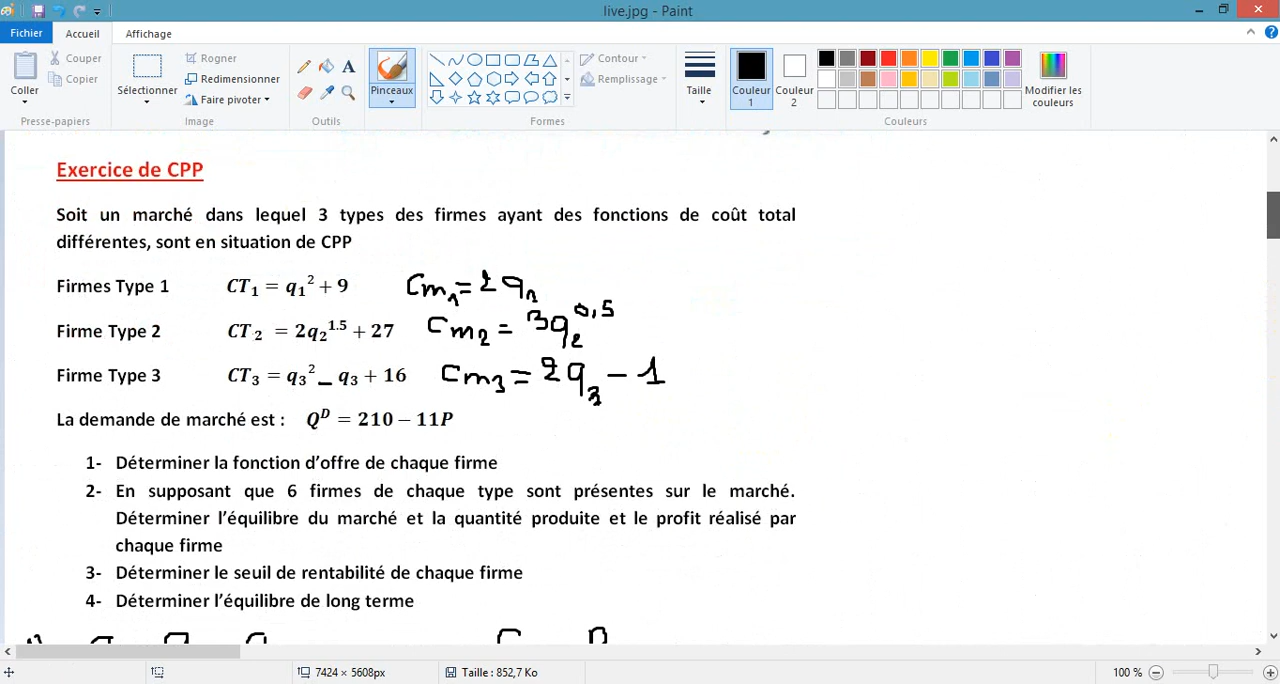 live.jpg - Paint
Fichier Accueil Affichage
Coller
Couper
Copier
Presse-papiers
Sélectionner
Rogner
Redimensionner
Faire pivoter
Image
Outils
Pinceaux
Contour
Remplissage
Formes
Taille
Couleur 1
Couleur 2
Modifier les couleurs
Couleurs
Exercice de CPP
Soit un marché dans lequel 3 types des firmes ayant des fonctions de coût total
différentes, sont en situation de CPP
Firmes Type 1 CT₁ = q₁² + 9 Cm₁ = 2q₁
Firme Type 2 CT₂ = 2q₂^1.5 + 27 Cm₂ = 3q₂^0,5
Firme Type 3 CT₃ = q₃² _ q₃ + 16 Cm₃ = 2q₃ - 1
La demande de marché est : Q^D = 210 − 11P
1- Déterminer la fonction d'offre de chaque firme
2- En supposant que 6 firmes de chaque type sont présentes sur le marché.
Déterminer l'équilibre du marché et la quantité produite et le profit réalisé par
chaque firme
3- Déterminer le seuil de rentabilité de chaque firme
4- Déterminer l'équilibre de long terme
7424 × 5608px
Taille : 852,7 Ko
100 %